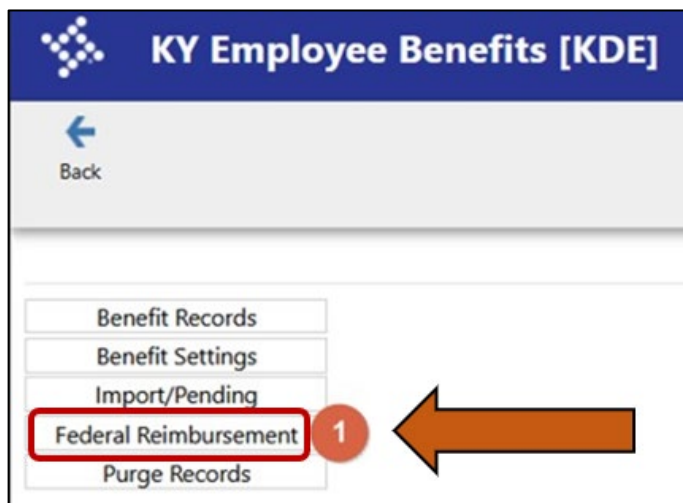 KY Employee Benefits [KDE]
Back
Benefit Records
Benefit Settings
Import/Pending
Federal Reimbursement 1
Purge Records